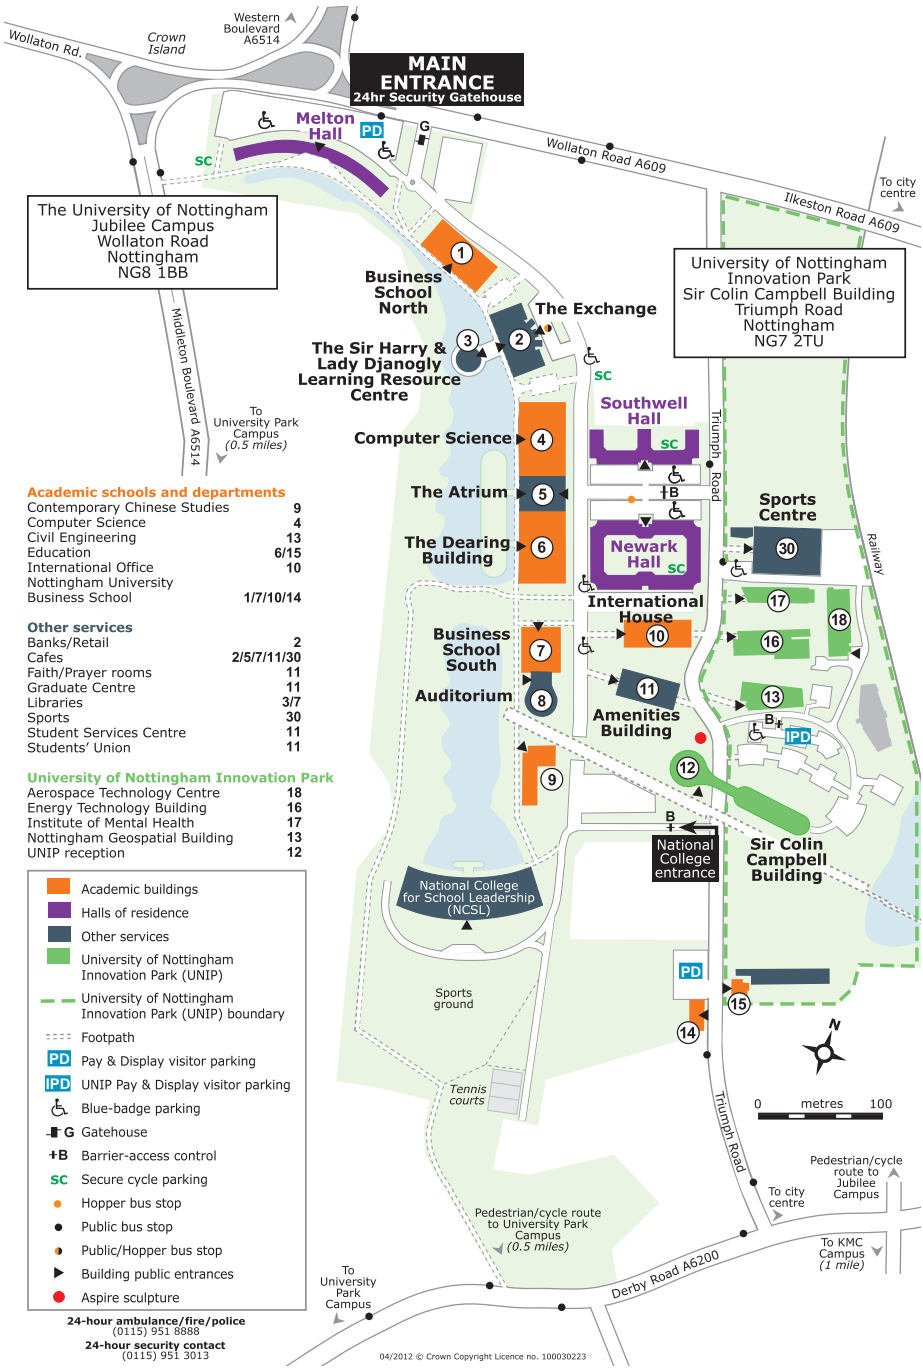 Western
Boulevard
A6514
Wollaton Rd.
Crown
Island
MAIN
ENTRANCE
24hr Security Gatehouse
Melton
Hall
PD
G
SC
Wollaton Road A609
To city
centre
Ilkeston Road A609
The University of Nottingham
Jubilee Campus
Wollaton Road
Nottingham
NG8 1BB
University of Nottingham
Innovation Park
Sir Colin Campbell Building
Triumph Road
Nottingham
NG7 2TU
1
Business
School
North
The Exchange
2
3
The Sir Harry &
Lady Djanogly
Learning Resource
Centre
SC
Middleton Boulevard A6514
To
University Park
Campus
(0.5 miles)
Southwell
Hall
SC
Triumph Road
Computer Science
4
The Atrium
5
B
The Dearing
Building
6
Newark
Hall
SC
Sports
Centre
30
Railway
International
House
10
17
18
16
Business
School
South
7
Auditorium
8
11
Amenities
Building
13
B
IPD
9
12
B
National
College
entrance
Sir Colin
Campbell
Building
National College
for School Leadership
(NCSL)
Sports
ground
PD
15
14
Tennis
courts
N
0 metres 100
Triumph Road
Pedestrian/cycle
route to
Jubilee
Campus
To city
centre
To KMC
Campus
(1 mile)
Pedestrian/cycle route
to University Park
Campus
(0.5 miles)
Derby Road A6200
To
University
Park
Campus
Academic schools and departments
Contemporary Chinese Studies 9
Computer Science 4
Civil Engineering 13
Education 6/15
International Office 10
Nottingham University
Business School 1/7/10/14
Other services
Banks/Retail 2
Cafes 2/5/7/11/30
Faith/Prayer rooms 11
Graduate Centre 11
Libraries 3/7
Sports 30
Student Services Centre 11
Students' Union 11
University of Nottingham Innovation Park
Aerospace Technology Centre 18
Energy Technology Building 16
Institute of Mental Health 17
Nottingham Geospatial Building 13
UNIP reception 12
Academic buildings
Halls of residence
Other services
University of Nottingham
Innovation Park (UNIP)
University of Nottingham
Innovation Park (UNIP) boundary
Footpath
PD Pay & Display visitor parking
IPD UNIP Pay & Display visitor parking
Blue-badge parking
G Gatehouse
B Barrier-access control
SC Secure cycle parking
Hopper bus stop
Public bus stop
Public/Hopper bus stop
Building public entrances
Aspire sculpture
24-hour ambulance/fire/police
(0115) 951 8888
24-hour security contact
(0115) 951 3013
04/2012 © Crown Copyright Licence no. 100030223